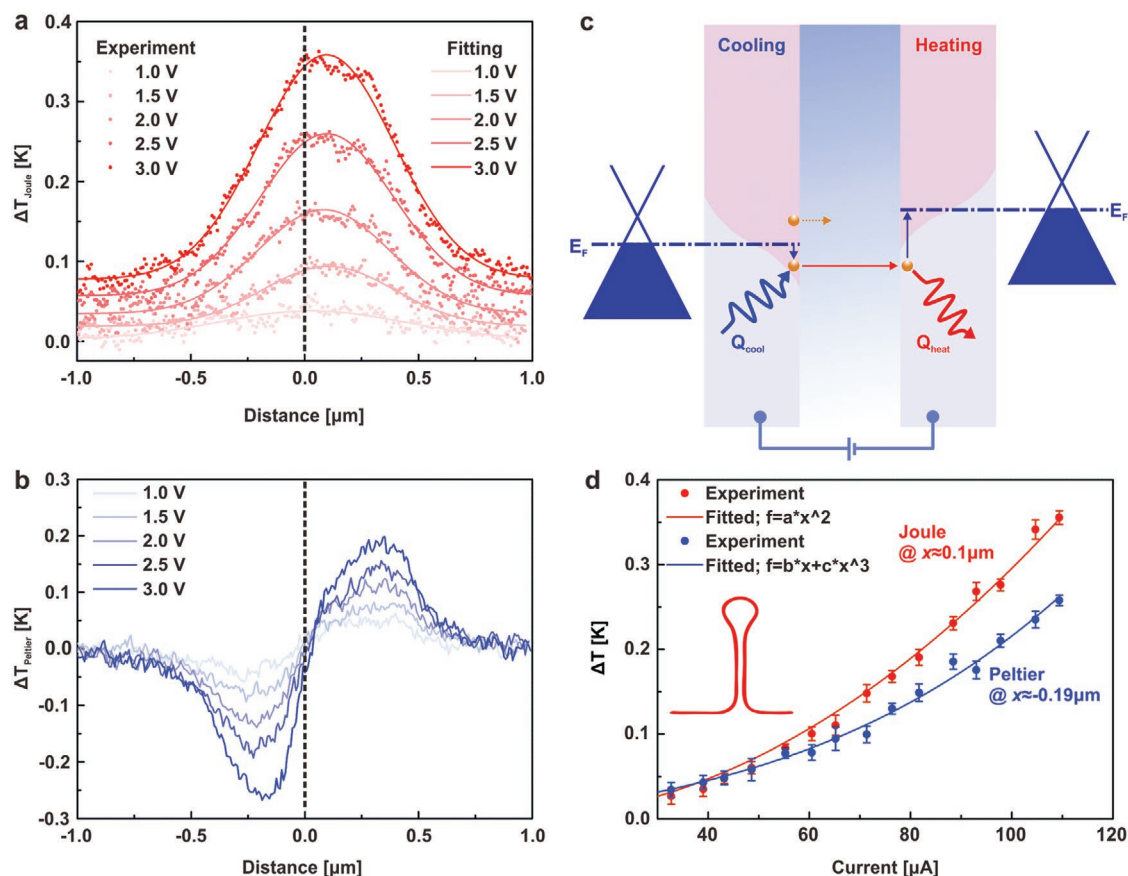 a
0.4
0.3
0.2
0.1
0.0
ΔT_Joule [K]
Experiment
1.0 V
1.5 V
2.0 V
2.5 V
3.0 V
Fitting
1.0 V
1.5 V
2.0 V
2.5 V
3.0 V
-1.0
-0.5
0.0
0.5
1.0
Distance [µm]
c
Cooling
Heating
E_F
E_F
Q_cool
Q_heat
b
0.3
0.2
0.1
0.0
-0.1
-0.2
-0.3
ΔT_Peltier [K]
1.0 V
1.5 V
2.0 V
2.5 V
3.0 V
-1.0
-0.5
0.0
0.5
1.0
Distance [µm]
d
0.4
0.3
0.2
0.1
0.0
ΔT [K]
Experiment
Fitted; f=a*x^2
Experiment
Fitted; f=b*x+c*x^3
Joule
@ x≈0.1µm
Peltier
@ x≈-0.19µm
40
60
80
100
120
Current [µA]